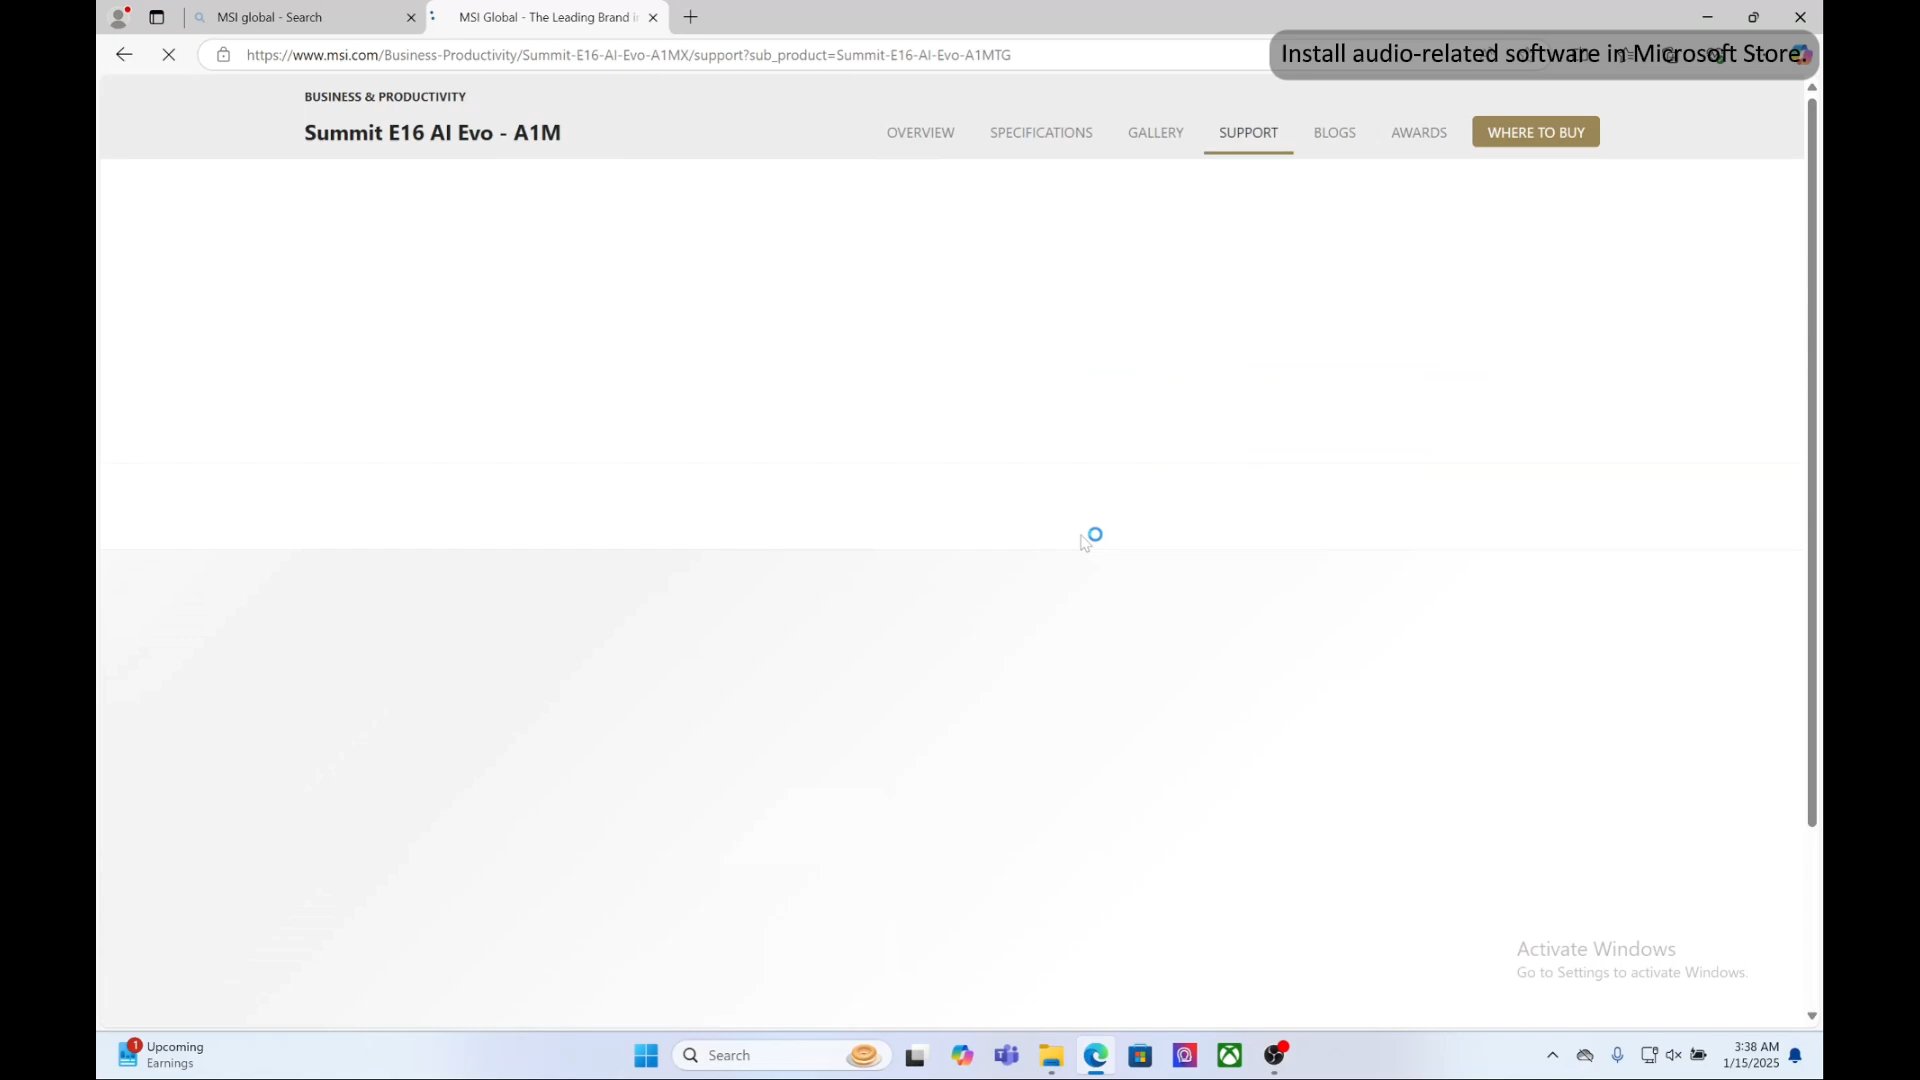 MSI global - Search
MSI Global - The Leading Brand in
https://www.msi.com/Business-Productivity/Summit-E16-AI-Evo-A1MX/support?sub_product=Summit-E16-AI-Evo-A1MTG
Install audio-related software in Microsoft Store.
BUSINESS & PRODUCTIVITY
Summit E16 AI Evo - A1M
OVERVIEW
SPECIFICATIONS
GALLERY
SUPPORT
BLOGS
AWARDS
WHERE TO BUY
Activate Windows
Go to Settings to activate Windows.
1
Upcoming
Earnings
Search
3:38 AM
1/15/2025